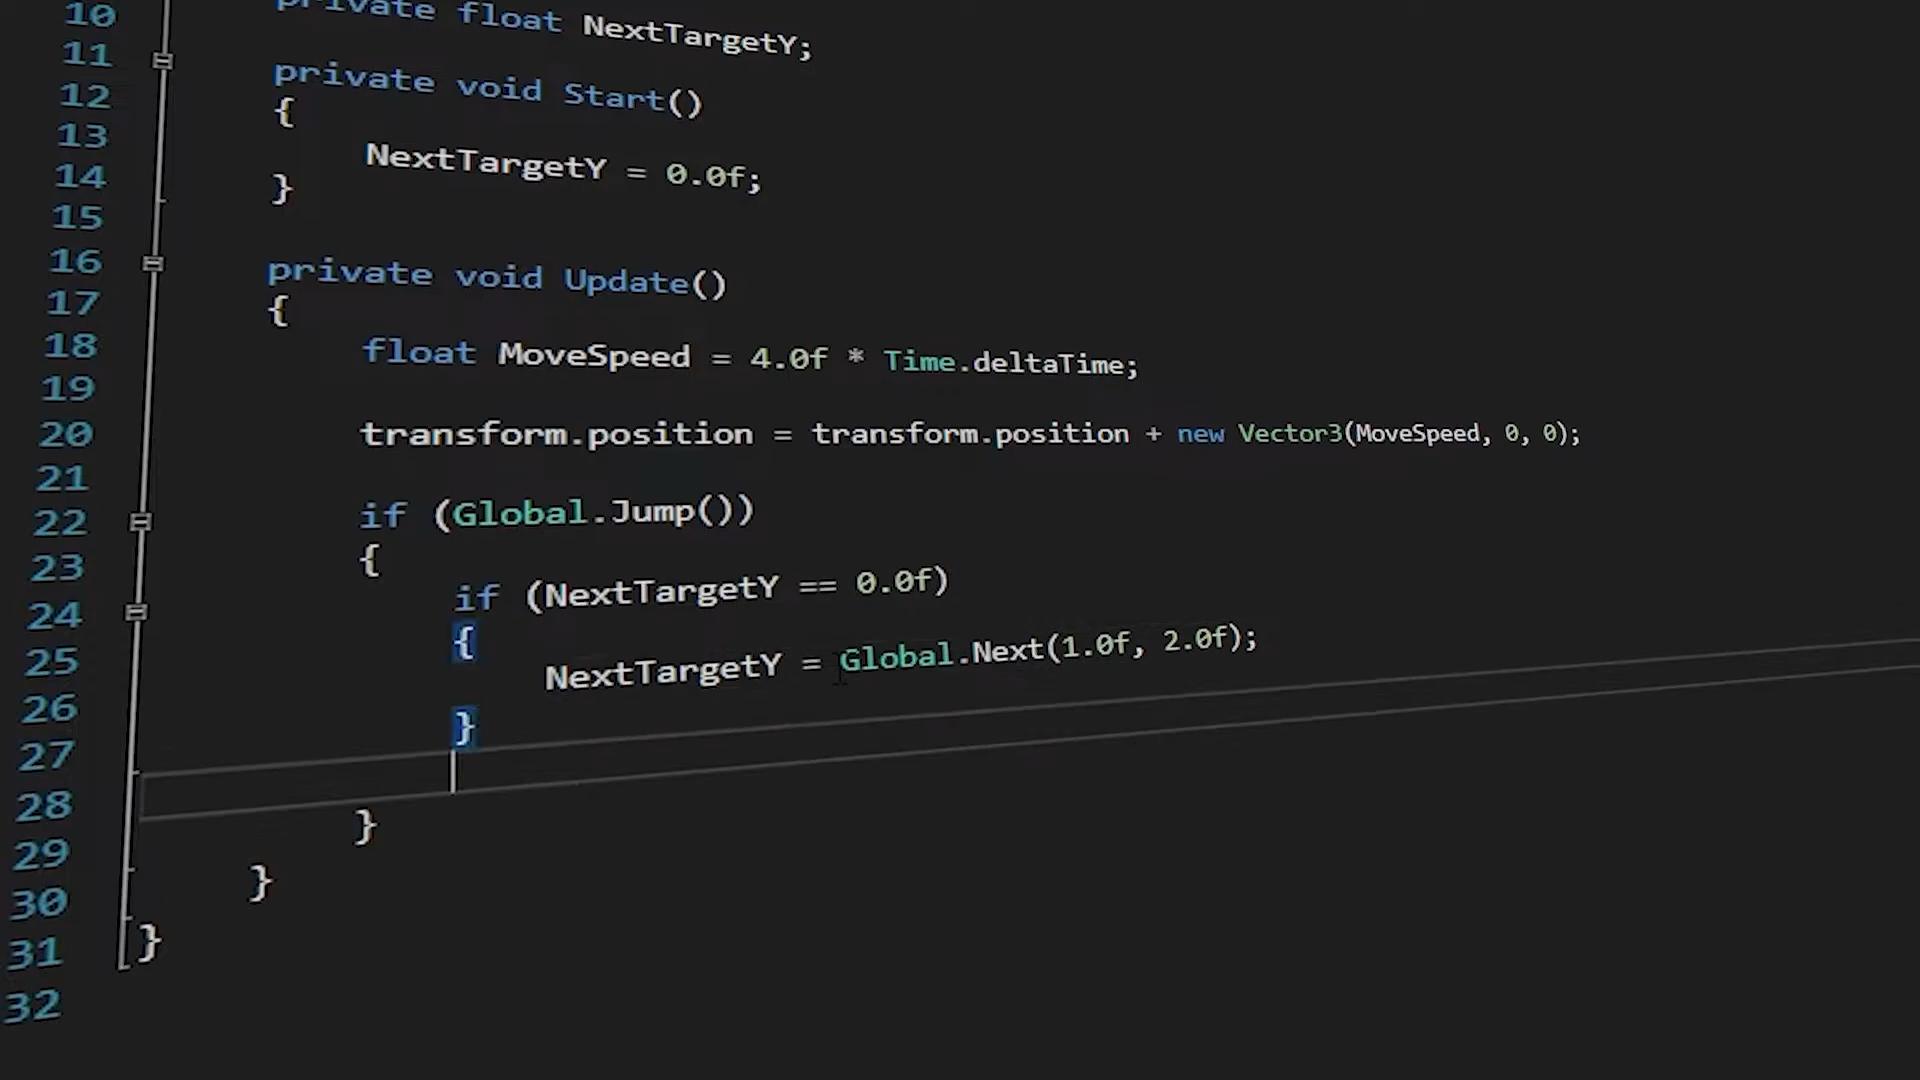 10 private float NextTargetY;
11
12 private void Start()
13 {
14 NextTargetY = 0.0f;
15 }
16
17 private void Update()
18 {
19 float MoveSpeed = 4.0f * Time.deltaTime;
20
21 transform.position = transform.position + new Vector3(MoveSpeed, 0, 0);
22
23 if (Global.Jump())
24 {
25 if (NextTargetY == 0.0f)
26 {
27 NextTargetY = Global.Next(1.0f, 2.0f);
28 }
29
30 }
31 }
32 }